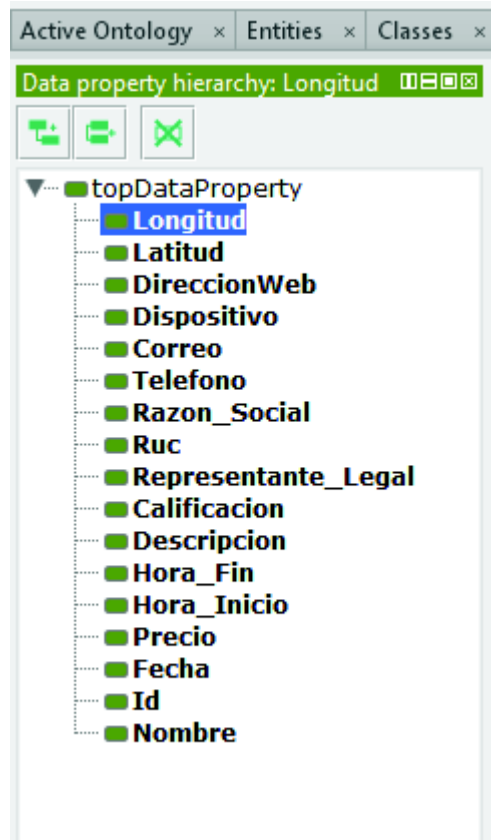 Active Ontology × Entities × Classes ×
Data property hierarchy: Longitud
topDataProperty
Longitud
Latitud
DireccionWeb
Dispositivo
Correo
Telefono
Razon_Social
Ruc
Representante_Legal
Calificacion
Descripcion
Hora_Fin
Hora_Inicio
Precio
Fecha
Id
Nombre